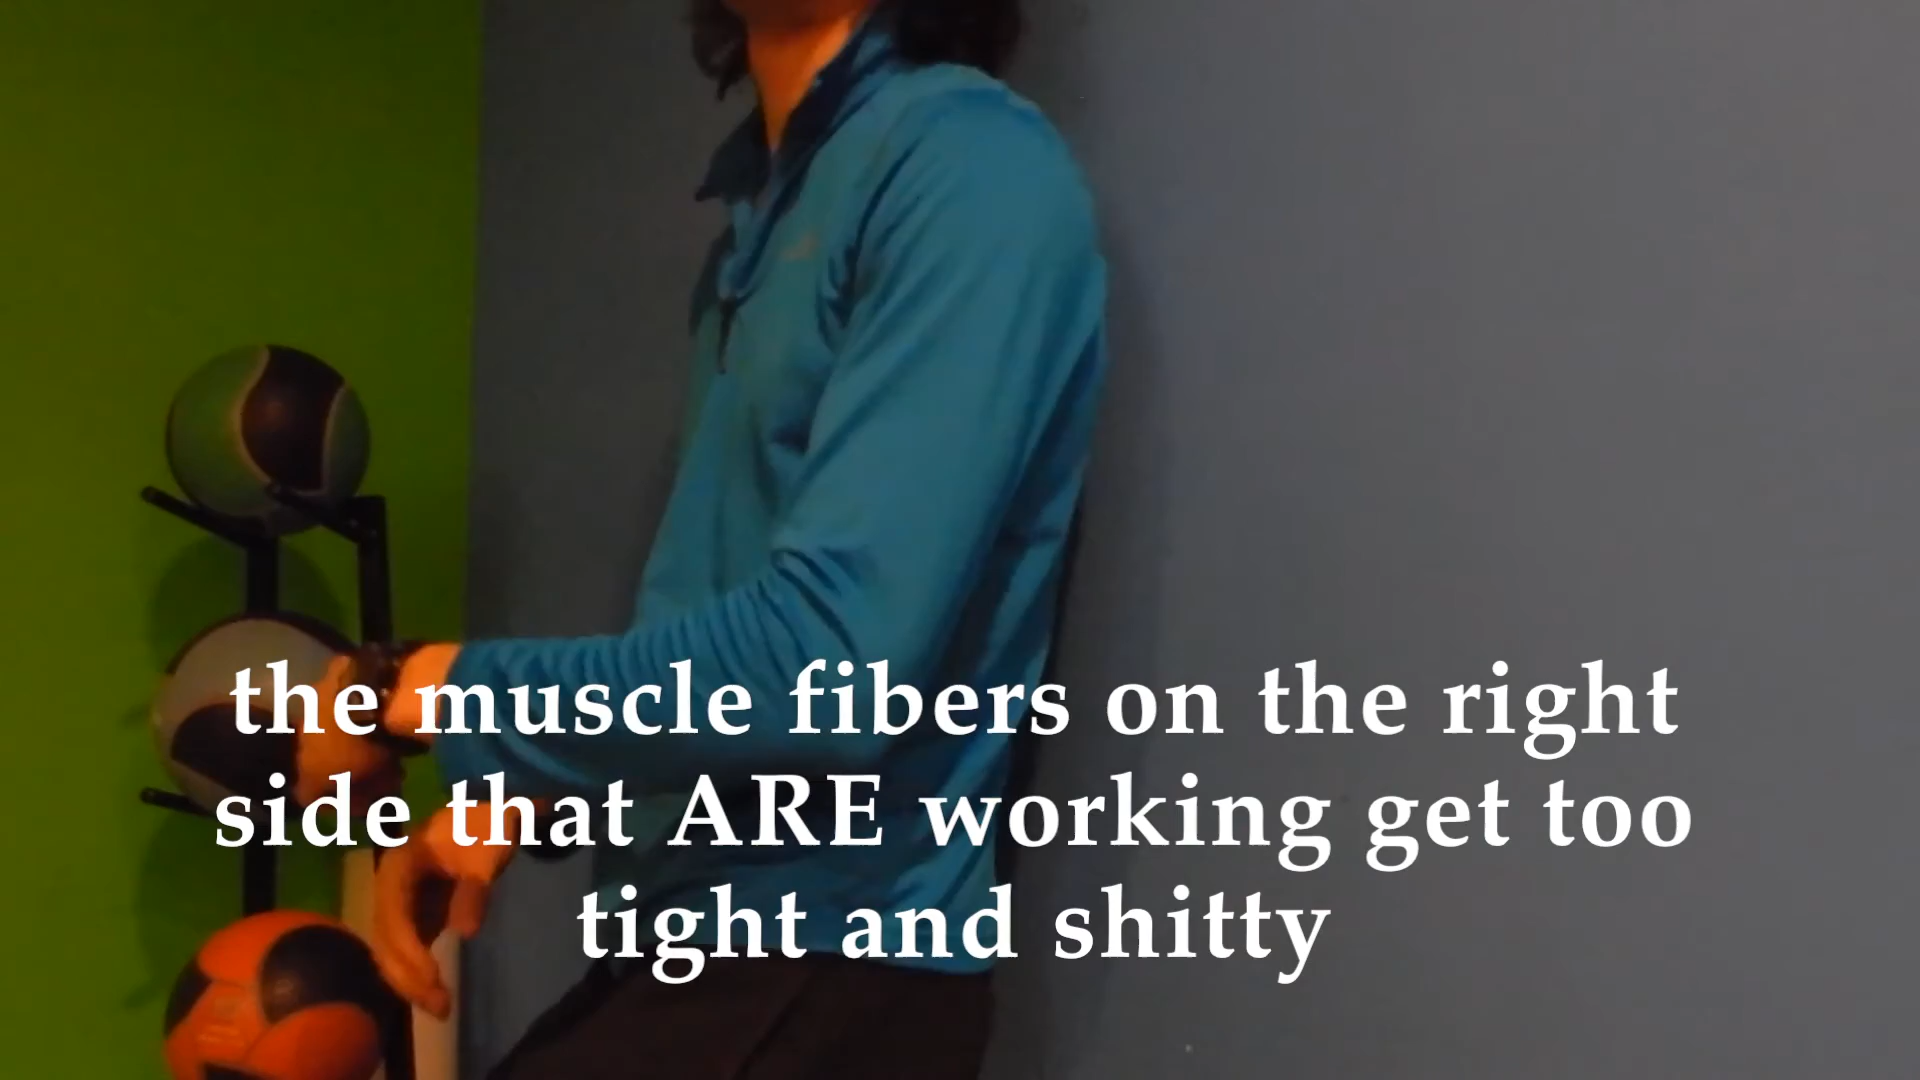 the muscle fibers on the right
side that ARE working get too
tight and shitty